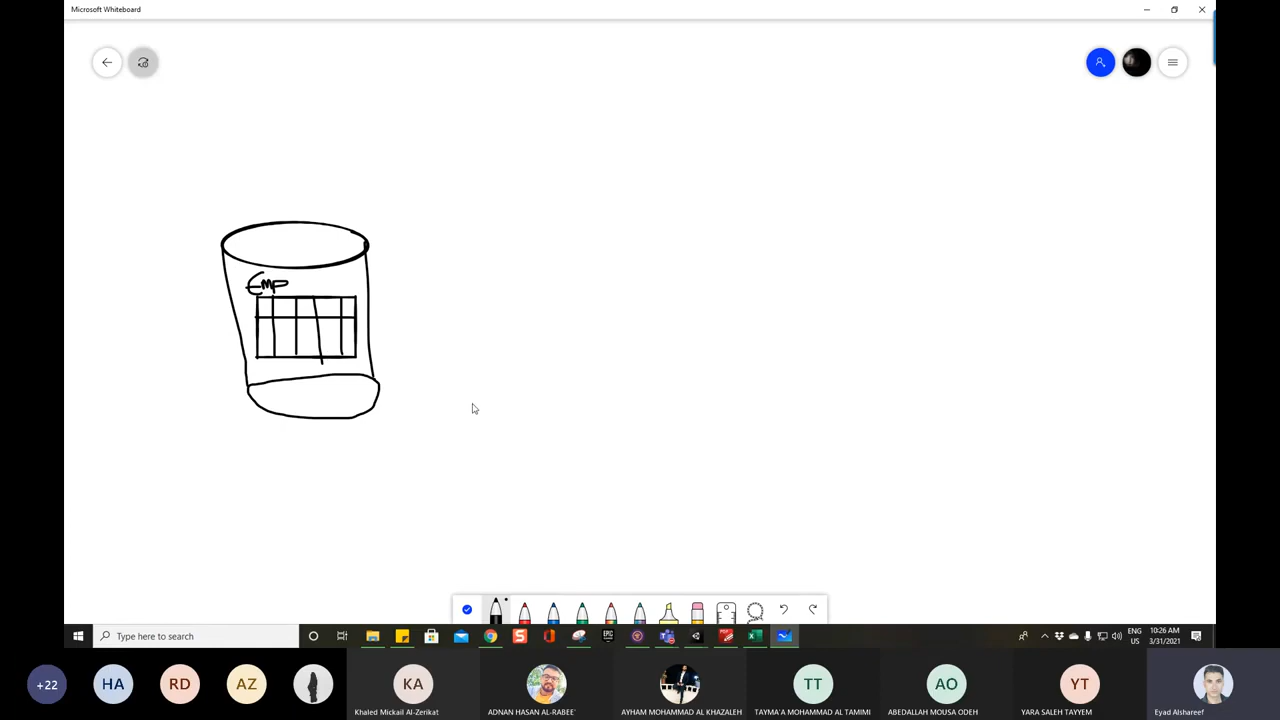 Microsoft Whiteboard
Emp
Type here to search
EPIC
ENG
US
10:26 AM
3/31/2021
+22
HA
RD
AZ
KA
TT
AO
YT
Khaled Mickail Al-Zerikat
ADNAN HASAN AL-RABEE'
AYHAM MOHAMMAD AL KHAZALEH
TAYMA'A MOHAMMAD AL TAMIMI
ABEDALLAH MOUSA ODEH
YARA SALEH TAYYEM
Eyad Alshareef